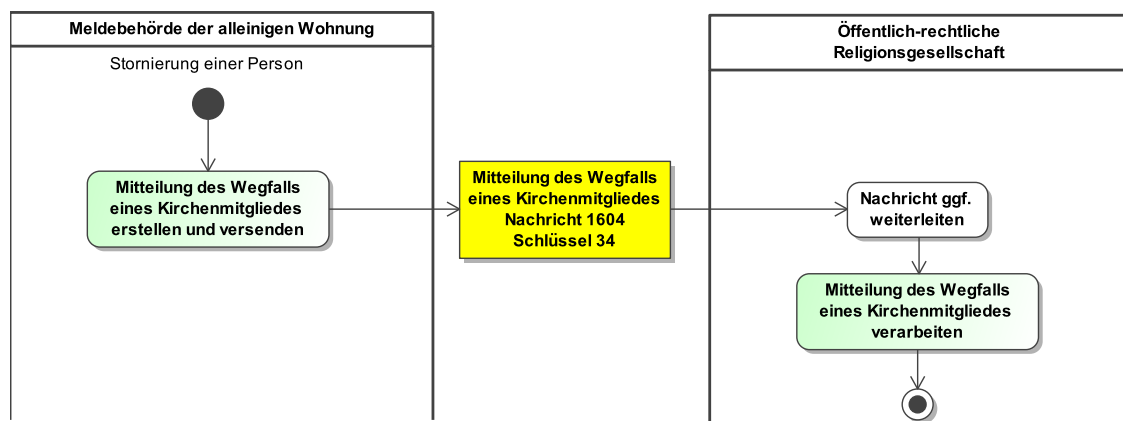 Meldebehörde der alleinigen Wohnung
Stornierung einer Person
Mitteilung des Wegfalls
eines Kirchenmitgliedes
erstellen und versenden
Mitteilung des Wegfalls
eines Kirchenmitgliedes
Nachricht 1604
Schlüssel 34
Öffentlich-rechtliche
Religionsgesellschaft
Nachricht ggf.
weiterleiten
Mitteilung des Wegfalls
eines Kirchenmitgliedes
verarbeiten